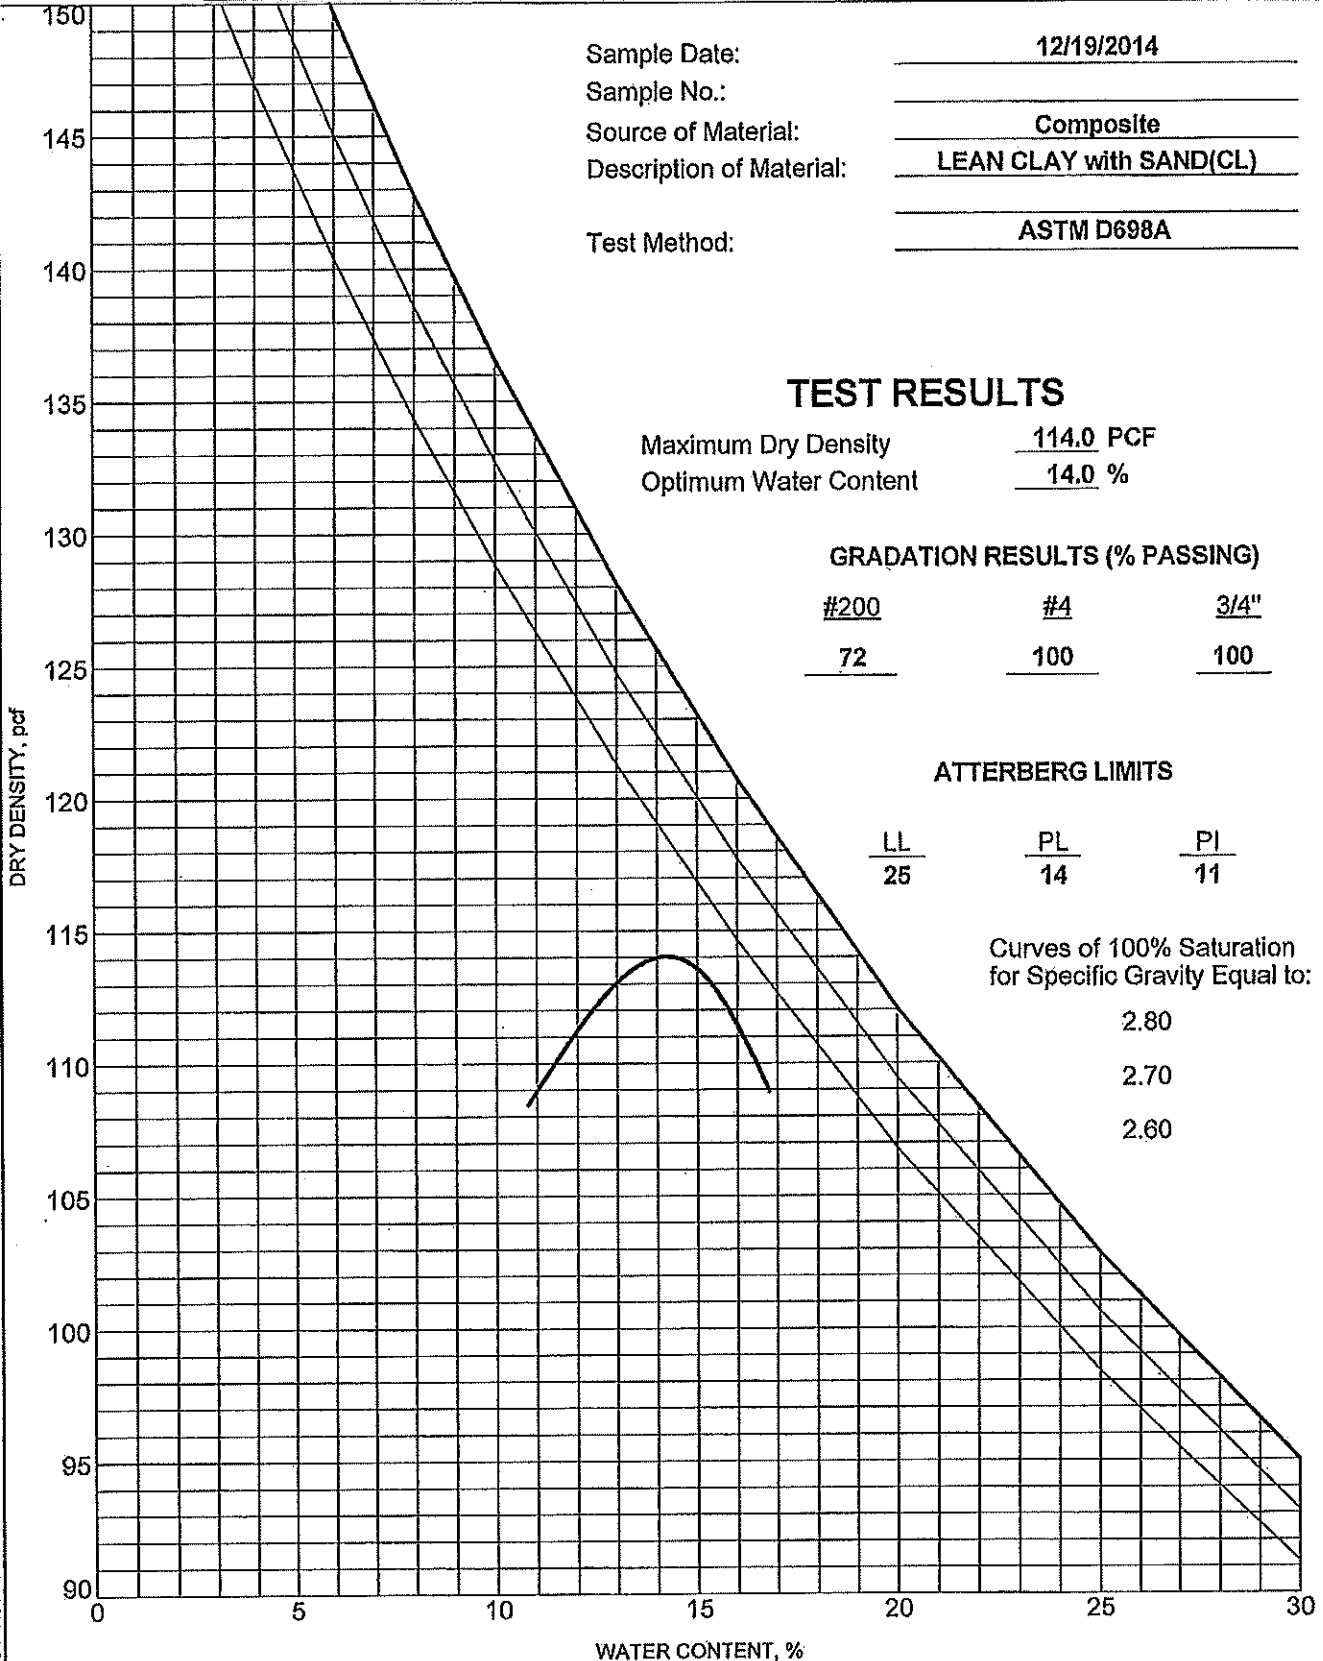 Sample Date: 12/19/2014
Sample No.:
Source of Material: Composite
Description of Material: LEAN CLAY with SAND(CL)
Test Method: ASTM D698A
TEST RESULTS
Maximum Dry Density 114.0 PCF
Optimum Water Content 14.0 %
GRADATION RESULTS (% PASSING)
#200 #4 3/4"
72 100 100
ATTERBERG LIMITS
LL PL PI
25 14 11
Curves of 100% Saturation
for Specific Gravity Equal to:
2.80
2.70
2.60
DRY DENSITY, pcf
150
145
140
135
130
125
120
115
110
105
100
95
90
0 5 10 15 20 25 30
WATER CONTENT, %